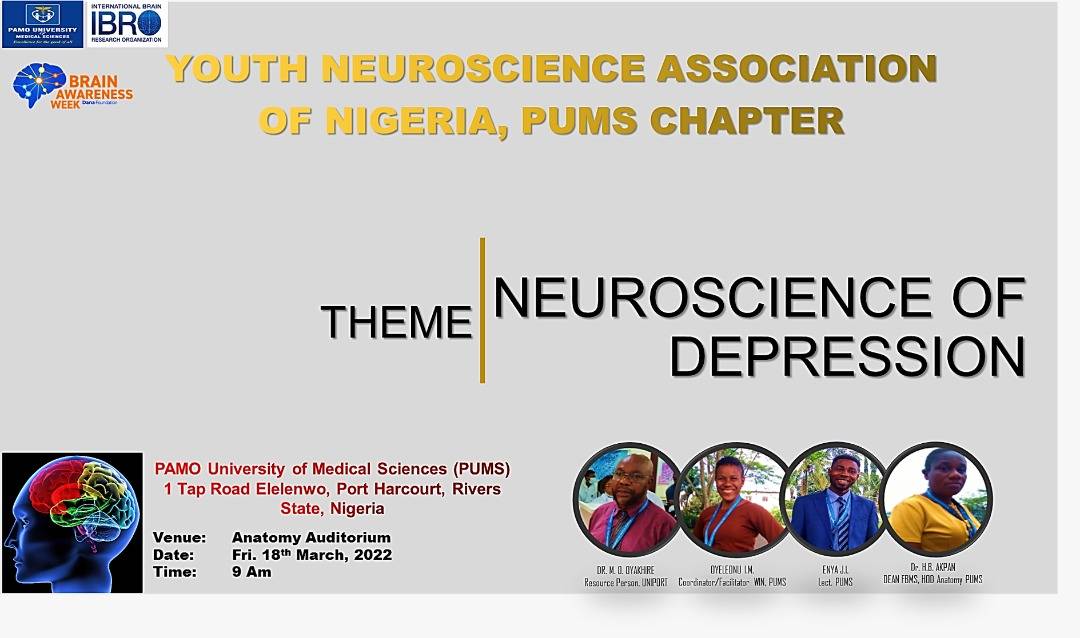 PAMO UNIVERSITY
OF
MEDICAL SCIENCES
Excellence for the good of all
INTERNATIONAL BRAIN
IBRO
RESEARCH ORGANIZATION
BRAIN
AWARENESS
WEEK Dana Foundation
YOUTH NEUROSCIENCE ASSOCIATION
OF NIGERIA, PUMS CHAPTER
THEME
NEUROSCIENCE OF
DEPRESSION
PAMO University of Medical Sciences (PUMS)
1 Tap Road Elelenwo, Port Harcourt, Rivers
State, Nigeria
Venue: Anatomy Auditorium
Date: Fri. 18th March, 2022
Time: 9 Am
DR. M. O. OYAKHIRE
Resource Person, UNIPORT
OYELEONU I.M.
Coordinator/Facilitator WIN, PUMS
ENYA J.I.
Lect. PUMS
Dr. H.B. AKPAN
DEAN FBMS, HOD Anatomy PUMS